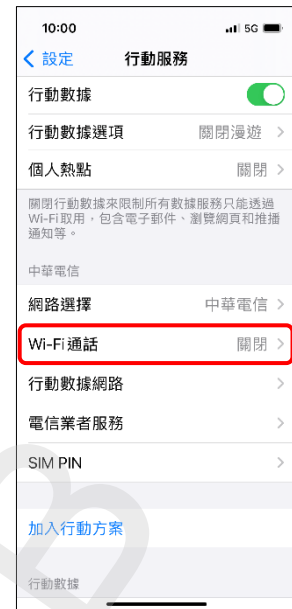 10:00 5G
設定 行動服務
行動數據
行動數據選項 關閉漫遊
個人熱點 關閉
關閉行動數據來限制所有數據服務只能透過
Wi-Fi取用,包含電子郵件、瀏覽網頁和推播
通知等。
中華電信
網路選擇 中華電信
Wi-Fi 通話 關閉
行動數據網路
電信業者服務
SIM PIN
加入行動方案
行動數據